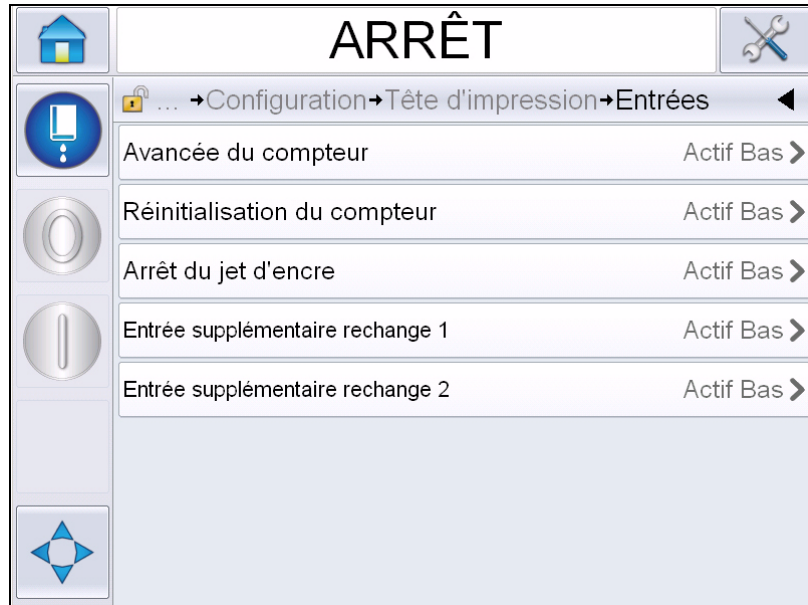 ARRÊT
... →Configuration→Tête d'impression→Entrées
Avancée du compteur Actif Bas
Réinitialisation du compteur Actif Bas
Arrêt du jet d'encre Actif Bas
Entrée supplémentaire rechange 1 Actif Bas
Entrée supplémentaire rechange 2 Actif Bas